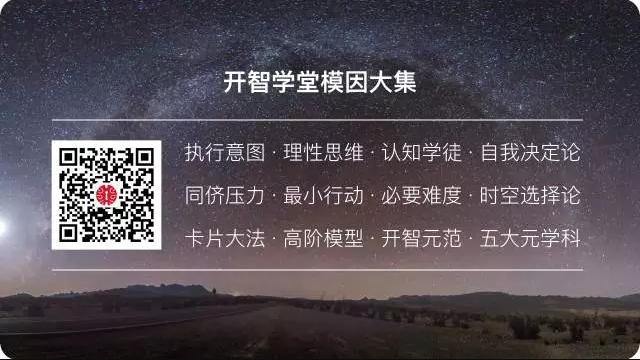 开智学堂模因大集
执行意图 · 理性思维 · 认知学徒 · 自我决定论
同侪压力 · 最小行动 · 必要难度 · 时空选择论
卡片大法 · 高阶模型 · 开智元范 · 五大元学科